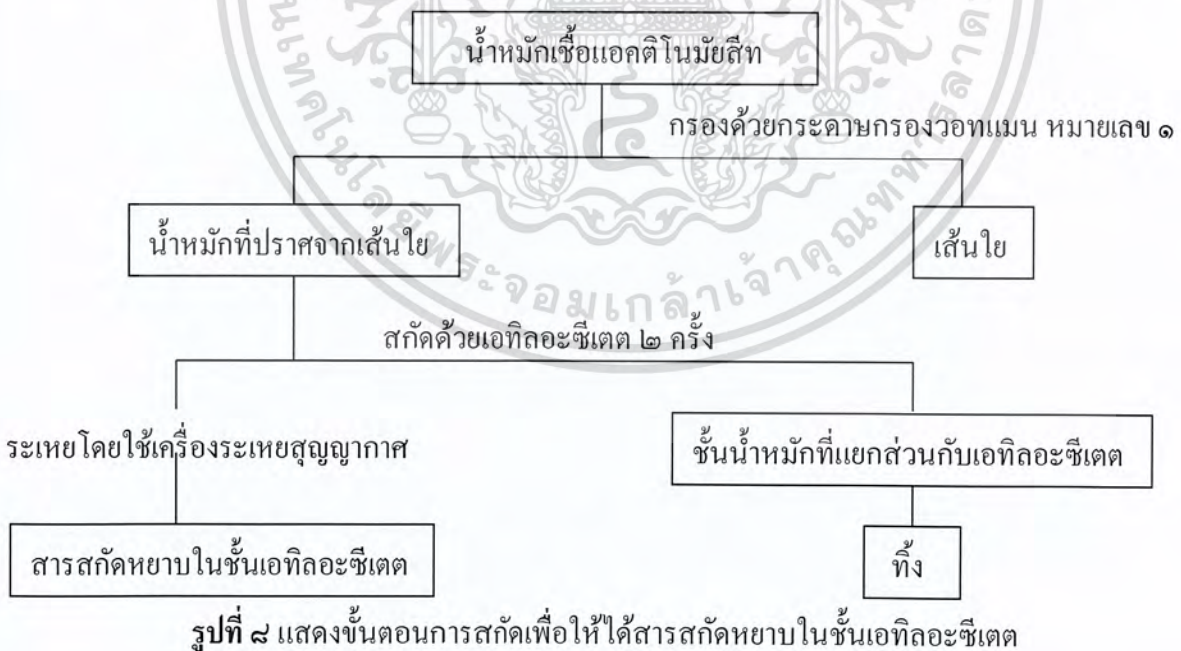 น้ำหมักเชื้อแอคติโนมัยสีท
กรองด้วยกระดาษกรองวอทแมน หมายเลข ๑
น้ำหมักที่ปราศจากเส้นใย
เส้นใย
สกัดด้วยเอทิลอะซีเตต ๒ ครั้ง
ระเหยโดยใช้เครื่องระเหยสุญญากาศ
ชั้นน้ำหมักที่แยกส่วนกับเอทิลอะซีเตต
สารสกัดหยาบในชั้นเอทิลอะซีเตต
ทิ้ง
รูปที่ ๘ แสดงขั้นตอนการสกัดเพื่อให้ได้สารสกัดหยาบในชั้นเอทิลอะซีเตต